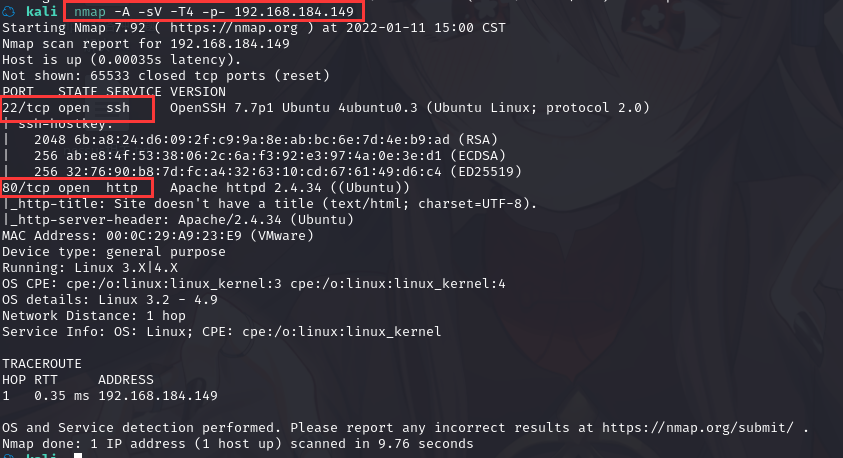 kali nmap -A -sV -T4 -p- 192.168.184.149
Starting Nmap 7.92 ( https://nmap.org ) at 2022-01-11 15:00 CST
Nmap scan report for 192.168.184.149
Host is up (0.00035s latency).
Not shown: 65533 closed tcp ports (reset)
PORT   STATE SERVICE VERSION
22/tcp open  ssh     OpenSSH 7.7p1 Ubuntu 4ubuntu0.3 (Ubuntu Linux; protocol 2.0)
| ssh-hostkey:
|   2048 6b:a8:24:d6:09:2f:c9:9a:8e:ab:bc:6e:7d:4e:b9:ad (RSA)
|   256 ab:e8:4f:53:38:06:2c:6a:f3:92:e3:97:4a:0e:3e:d1 (ECDSA)
|_  256 32:76:90:b8:7d:fc:a4:32:63:10:cd:67:61:49:d6:c4 (ED25519)
80/tcp open  http    Apache httpd 2.4.34 ((Ubuntu))
|_http-title: Site doesn't have a title (text/html; charset=UTF-8).
|_http-server-header: Apache/2.4.34 (Ubuntu)
MAC Address: 00:0C:29:A9:23:E9 (VMware)
Device type: general purpose
Running: Linux 3.X|4.X
OS CPE: cpe:/o:linux:linux_kernel:3 cpe:/o:linux:linux_kernel:4
OS details: Linux 3.2 - 4.9
Network Distance: 1 hop
Service Info: OS: Linux; CPE: cpe:/o:linux:linux_kernel
TRACEROUTE
HOP RTT     ADDRESS
1   0.35 ms 192.168.184.149
OS and Service detection performed. Please report any incorrect results at https://nmap.org/submit/ .
Nmap done: 1 IP address (1 host up) scanned in 9.76 seconds
kali